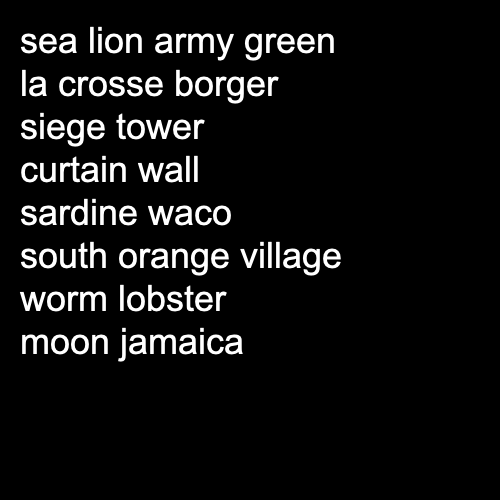 sea lion army green
la crosse borger
siege tower
curtain wall
sardine waco
south orange village
worm lobster
moon jamaica